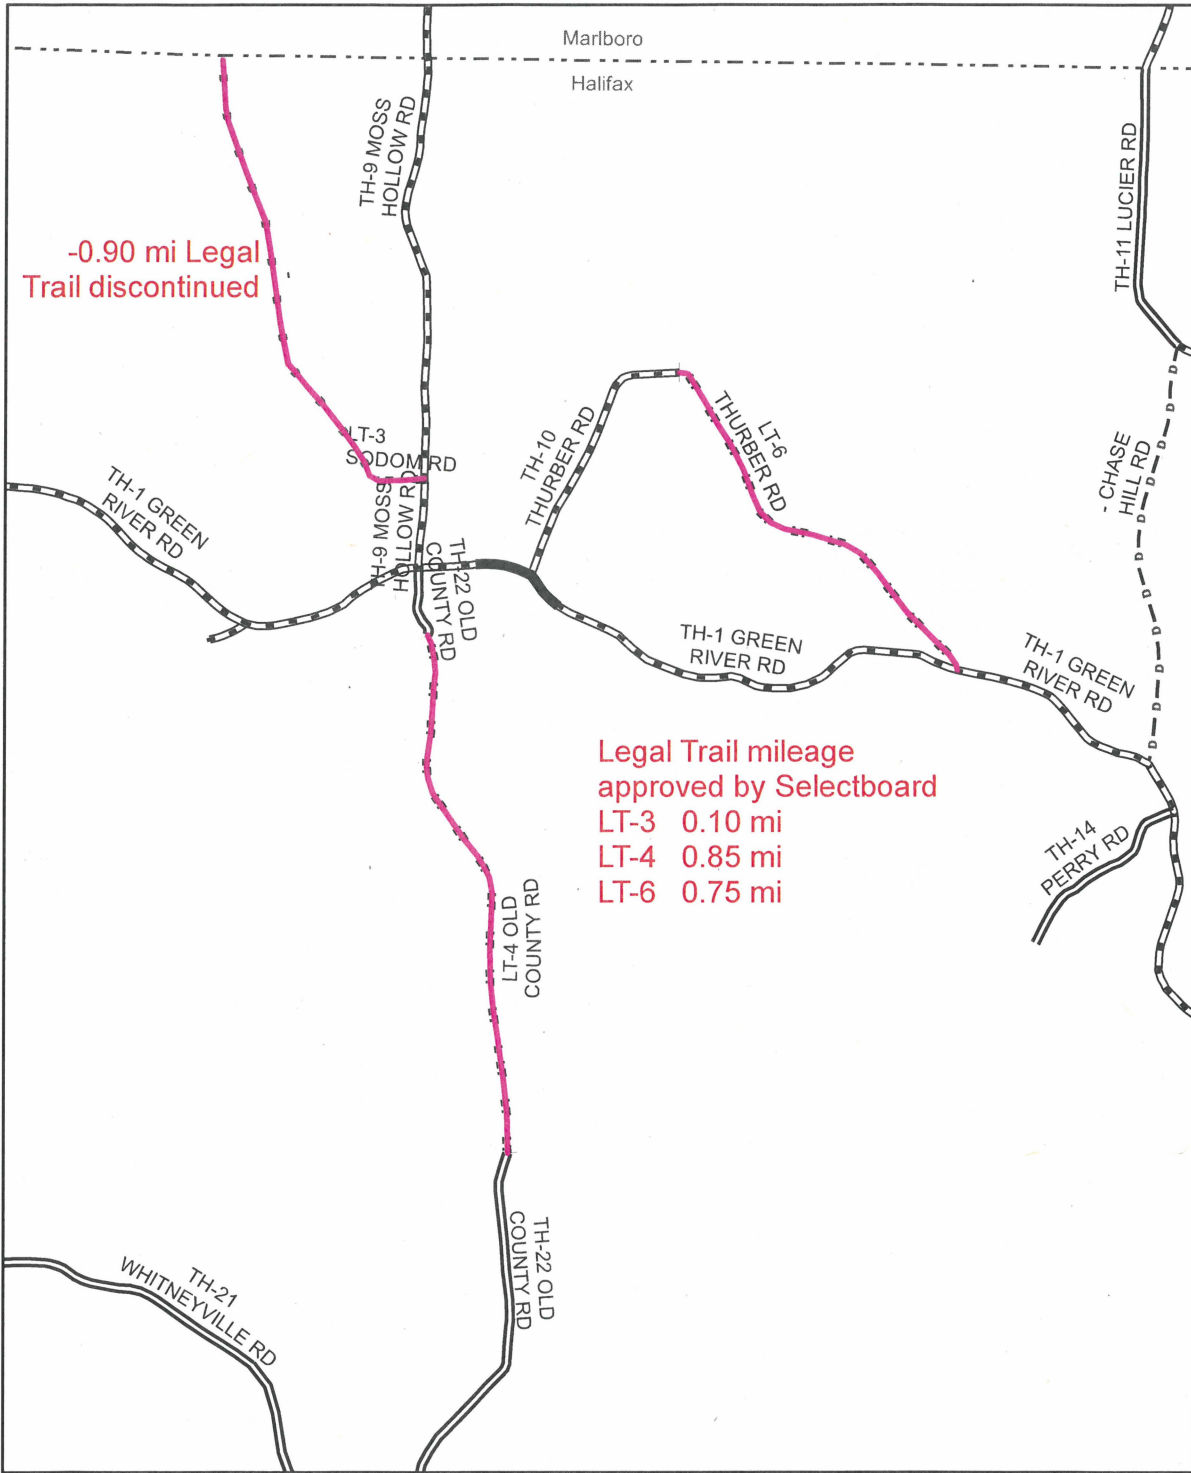 Marlboro
Halifax
TH-9 MOSS
HOLLOW RD
TH-11 LUCIER RD
-0.90 mi Legal
Trail discontinued
LT-3
SODOM RD
TH-10
THURBER RD
LT-6
THURBER RD
- CHASE
HILL RD
TH-1 GREEN
RIVER RD
TH-9 MOSS
HOLLOW RD
TH-22 OLD
COUNTY RD
TH-1 GREEN
RIVER RD
TH-1 GREEN
RIVER RD
Legal Trail mileage
approved by Selectboard
LT-3 0.10 mi
LT-4 0.85 mi
LT-6 0.75 mi
TH-14
PERRY RD
LT-4 OLD
COUNTY RD
TH-22 OLD
COUNTY RD
TH-21
WHITNEYVILLE RD
D
D
D
D
D
D
D
D
D
D
D